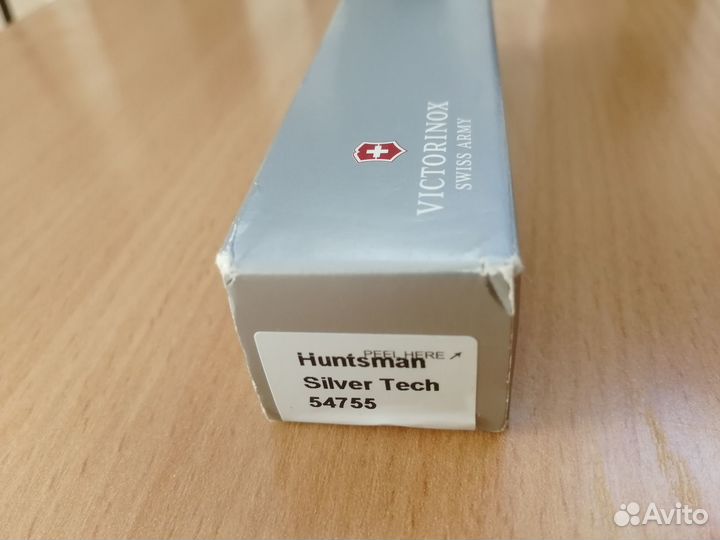 VICTORINOX
SWISS ARMY
PEEL HERE
Huntsman
Silver Tech
54755
Avito